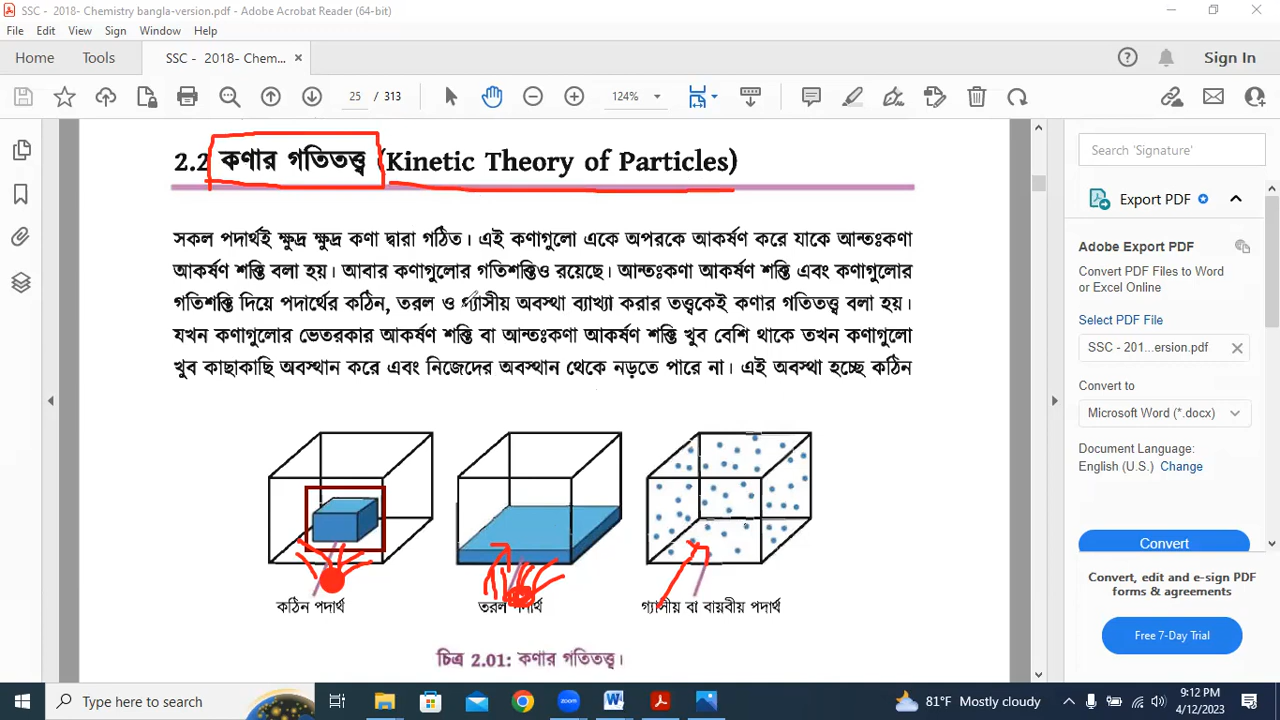 SSC - 2018- Chemistry bangla-version.pdf - Adobe Acrobat Reader (64-bit)
File Edit View Sign Window Help
Home Tools SSC - 2018- Chem... Sign In
25 / 313 124%
2.2 কণার গতিতত্ত্ব (Kinetic Theory of Particles)
সকল পদার্থই ক্ষুদ্র ক্ষুদ্র কণা দ্বারা গঠিত। এই কণাগুলো একে অপরকে আকর্ষণ করে যাকে আন্তঃকণা
আকর্ষণ শক্তি বলা হয়। আবার কণাগুলোর গতিশক্তিও রয়েছে। আন্তঃকণা আকর্ষণ শক্তি এবং কণাগুলোর
গতিশক্তি দিয়ে পদার্থের কঠিন, তরল ও গ্যাসীয় অবস্থা ব্যাখ্যা করার তত্ত্বকেই কণার গতিতত্ত্ব বলা হয়।
যখন কণাগুলোর ভেতরকার আকর্ষণ শক্তি বা আন্তঃকণা আকর্ষণ শক্তি খুব বেশি থাকে তখন কণাগুলো
খুব কাছাকাছি অবস্থান করে এবং নিজেদের অবস্থান থেকে নড়তে পারে না। এই অবস্থা হচ্ছে কঠিন
কঠিন পদার্থ তরল পদার্থ গ্যাসীয় বা বায়বীয় পদার্থ
চিত্র 2.01: কণার গতিতত্ত্ব।
Search 'Signature'
Export PDF
Adobe Export PDF
Convert PDF Files to Word
or Excel Online
Select PDF File
SSC - 201...ersion.pdf
Convert to
Microsoft Word (*.docx)
Document Language:
English (U.S.) Change
Convert
Convert, edit and e-sign PDF
forms & agreements
Free 7-Day Trial
Type here to search
zoom
81°F Mostly cloudy
9:12 PM
4/12/2023